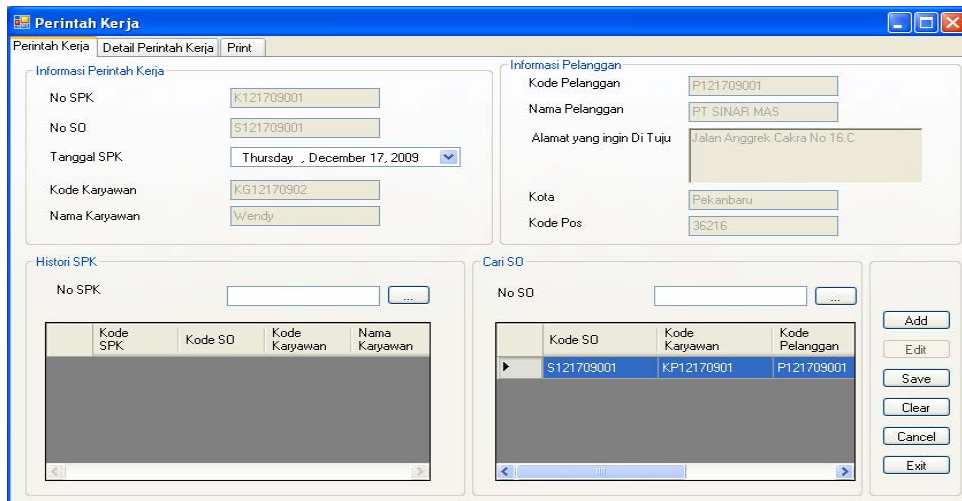 Perintah Kerja
Perintah Kerja Detail Perintah Kerja Print
Informasi Perintah Kerja
No SPK K121709001
No SO S121709001
Tanggal SPK Thursday , December 17, 2009
Kode Karyawan KG12170902
Nama Karyawan Wendy
Informasi Pelanggan
Kode Pelanggan P121709001
Nama Pelanggan PT SINAR MAS
Alamat yang ingin Di Tuju Jalan Anggrek Cakra No 16.C
Kota Pekanbaru
Kode Pos 36216
Histori SPK
No SPK ...
Kode SPK Kode SO Kode Karyawan Nama Karyawan
Cari SO
No SO ...
Kode SO Kode Karyawan Kode Pelanggan
S121709001 KP12170901 P121709001
Add
Edit
Save
Clear
Cancel
Exit